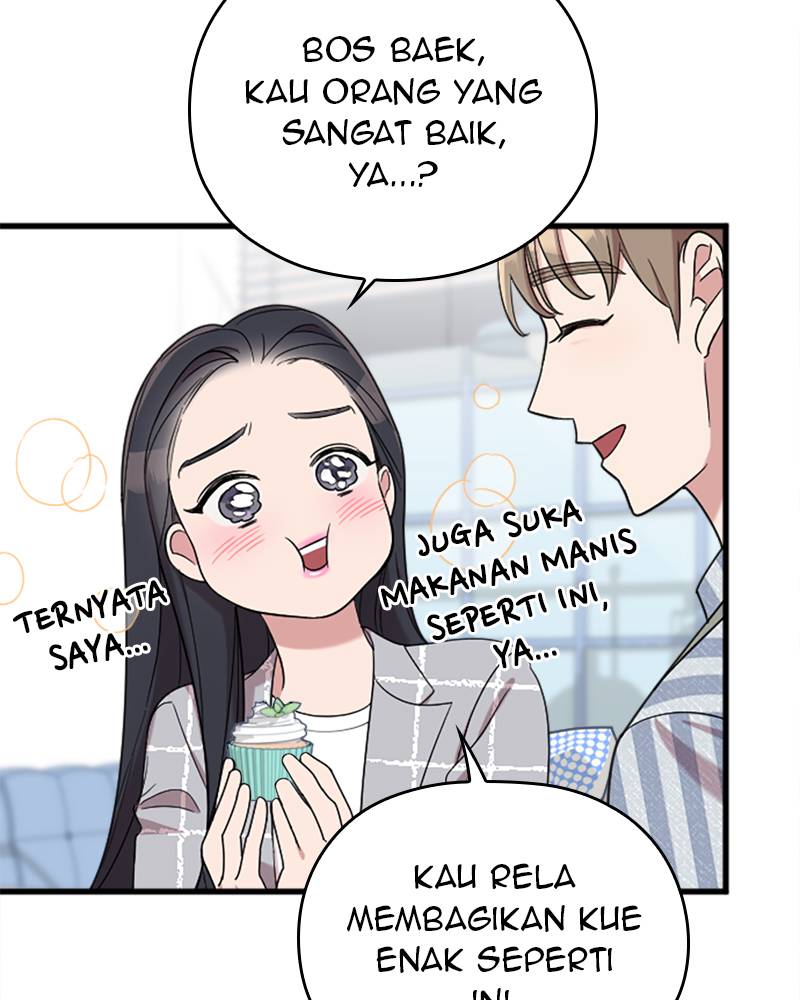 BOS BAEK,
KAU ORANG YANG
SANGAT BAIK,
YA...?
TERNYATA
SAYA...
JUGA SUKA
MAKANAN MANIS
SEPERTI INI,
YA...
KAU RELA
MEMBAGIKAN KUE
ENAK SEPERTI
INI